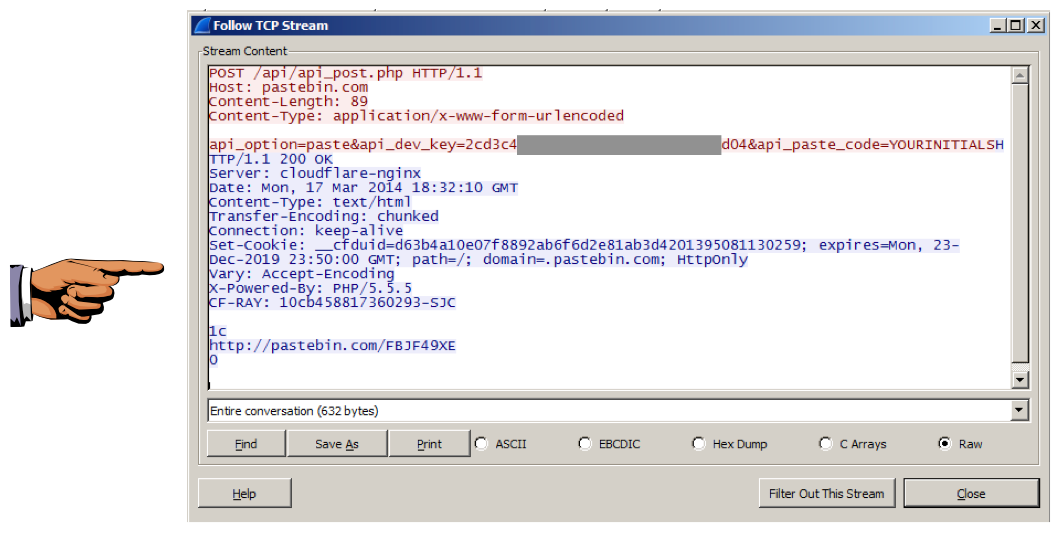 Follow TCP Stream
Stream Content
POST /api/api_post.php HTTP/1.1
Host: pastebin.com
Content-Length: 89
Content-Type: application/x-www-form-urlencoded
api_option=paste&api_dev_key=2cd3c4 d04&api_paste_code=YOURINITIALSH
TTP/1.1 200 OK
Server: cloudflare-nginx
Date: Mon, 17 Mar 2014 18:32:10 GMT
Content-Type: text/html
Transfer-Encoding: chunked
Connection: keep-alive
Set-Cookie: __cfduid=d63b4a10e07f8892ab6f6d2e81ab3d4201395081130259; expires=Mon, 23-
Dec-2019 23:50:00 GMT; path=/; domain=.pastebin.com; HttpOnly
Vary: Accept-Encoding
X-Powered-By: PHP/5.5.5
CF-RAY: 10cb458817360293-SJC
1c
http://pastebin.com/FBJF49XE
0
Entire conversation (632 bytes)
Find Save As Print ASCII EBCDIC Hex Dump C Arrays Raw
Help Filter Out This Stream Close